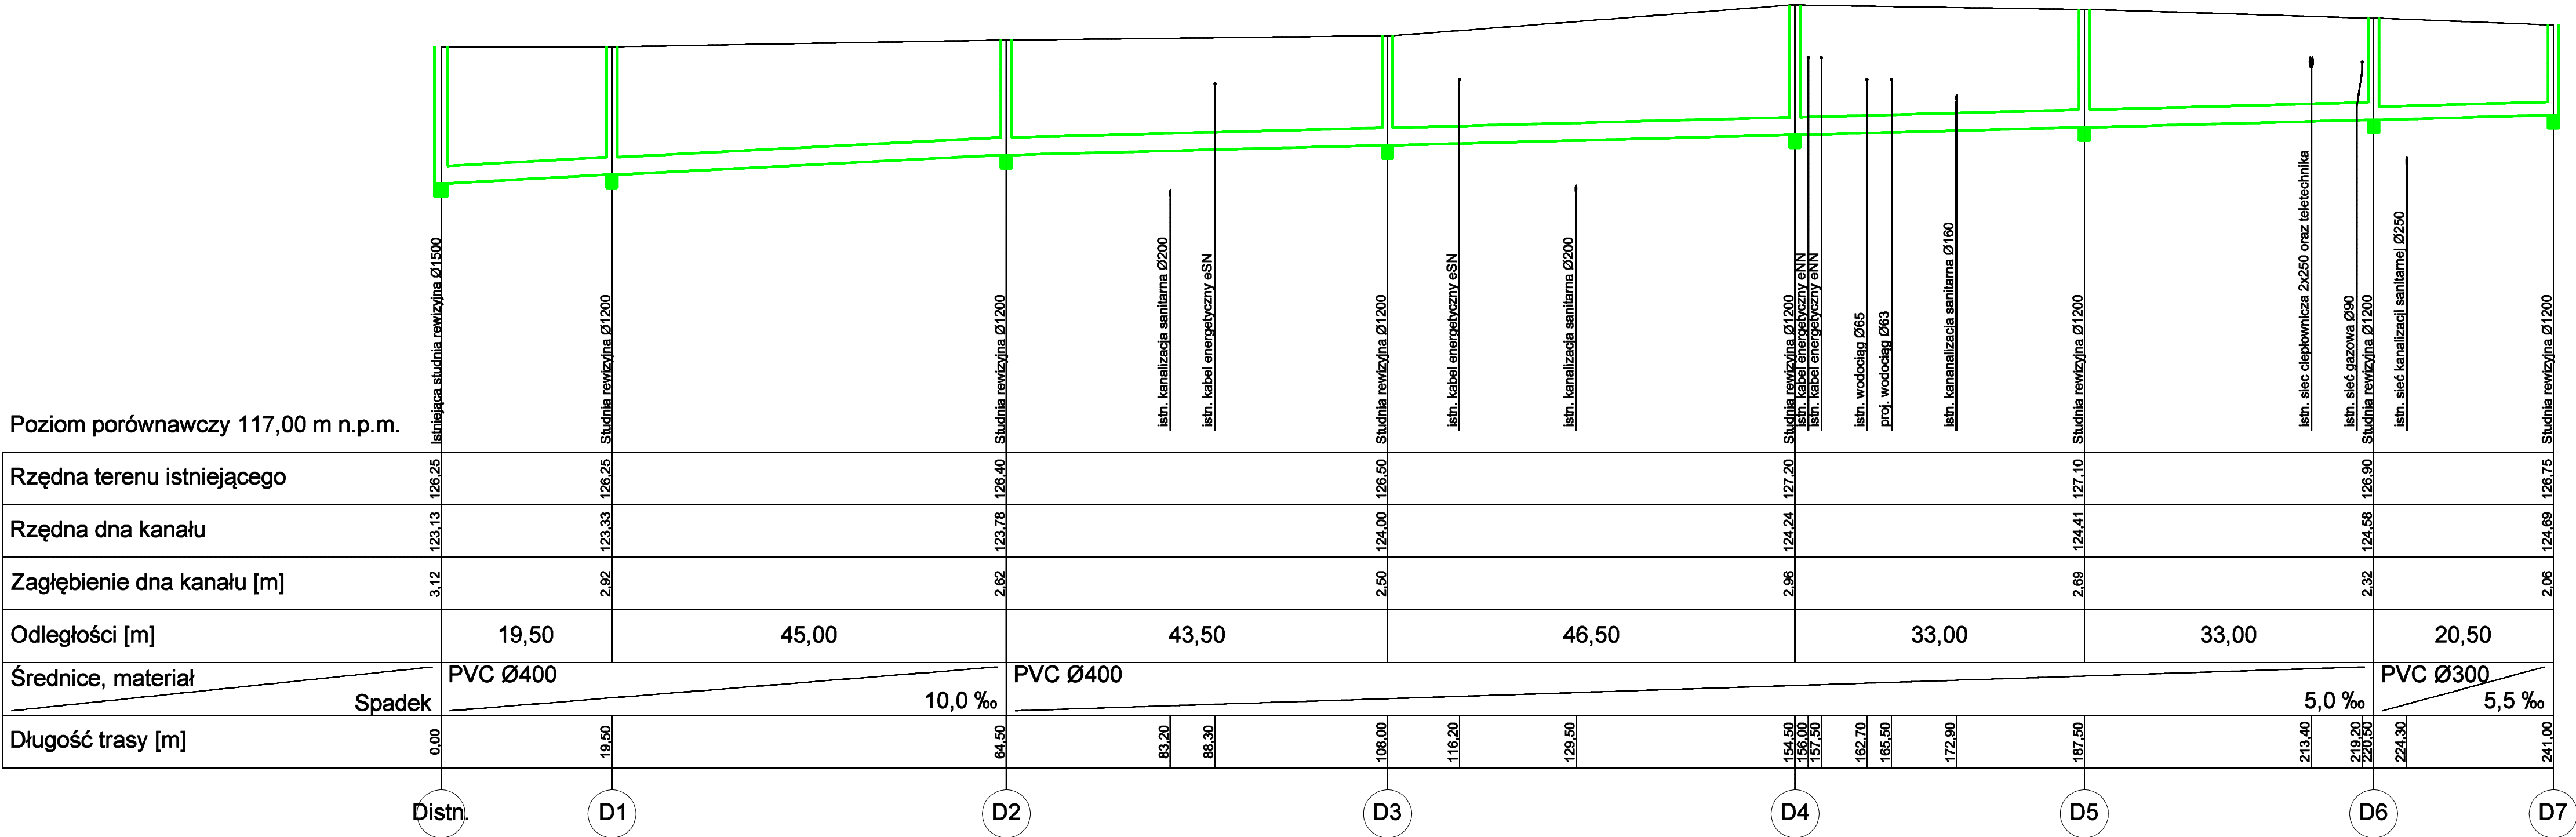 Istniejąca studnia rewizyjna Ø1500
Studnia rewizyjna Ø1200
Studnia rewizyjna Ø1200
istn. kanalizacja sanitarna Ø200
istn. kabel energetyczny eSN
Studnia rewizyjna Ø1200
istn. kabel energetyczny eSN
istn. kanalizacja sanitarna Ø200
Studnia rewizyjna Ø1200
istn. kabel energetyczny eNN
istn. kabel energetyczny eNN
istn. wodociąg Ø65
proj. wodociąg Ø63
istn. kananalizacja sanitarna Ø160
Studnia rewizyjna Ø1200
istn. siec ciepłownicza 2x250 oraz teletechnika
istn. sieć gazowa Ø90
Studnia rewizyjna Ø1200
istn. sieć kanalizacji sanitarnej Ø250
Studnia rewizyjna Ø1200
Poziom porównawczy 117,00 m n.p.m.
Rzędna terenu istniejącego 126,25 126,25 126,40 126,50 127,20 127,10 126,90 126,75
Rzędna dna kanału 123,13 123,33 123,78 124,00 124,24 124,41 124,58 124,69
Zagłębienie dna kanału [m] 3,12 2,92 2,62 2,50 2,96 2,69 2,32 2,06
Odległości [m] 19,50 45,00 43,50 46,50 33,00 33,00 20,50
Średnice, materiał PVC Ø400 PVC Ø400 PVC Ø300
Spadek 10,0 ‰ 5,0 ‰ 5,5 ‰
Długość trasy [m] 0,00 19,50 64,50 83,20 88,30 108,00 116,20 129,50 154,50 156,00 157,50 162,70 165,50 172,90 187,50 213,40 219,20 220,50 224,30 241,00
Distn. D1 D2 D3 D4 D5 D6 D7